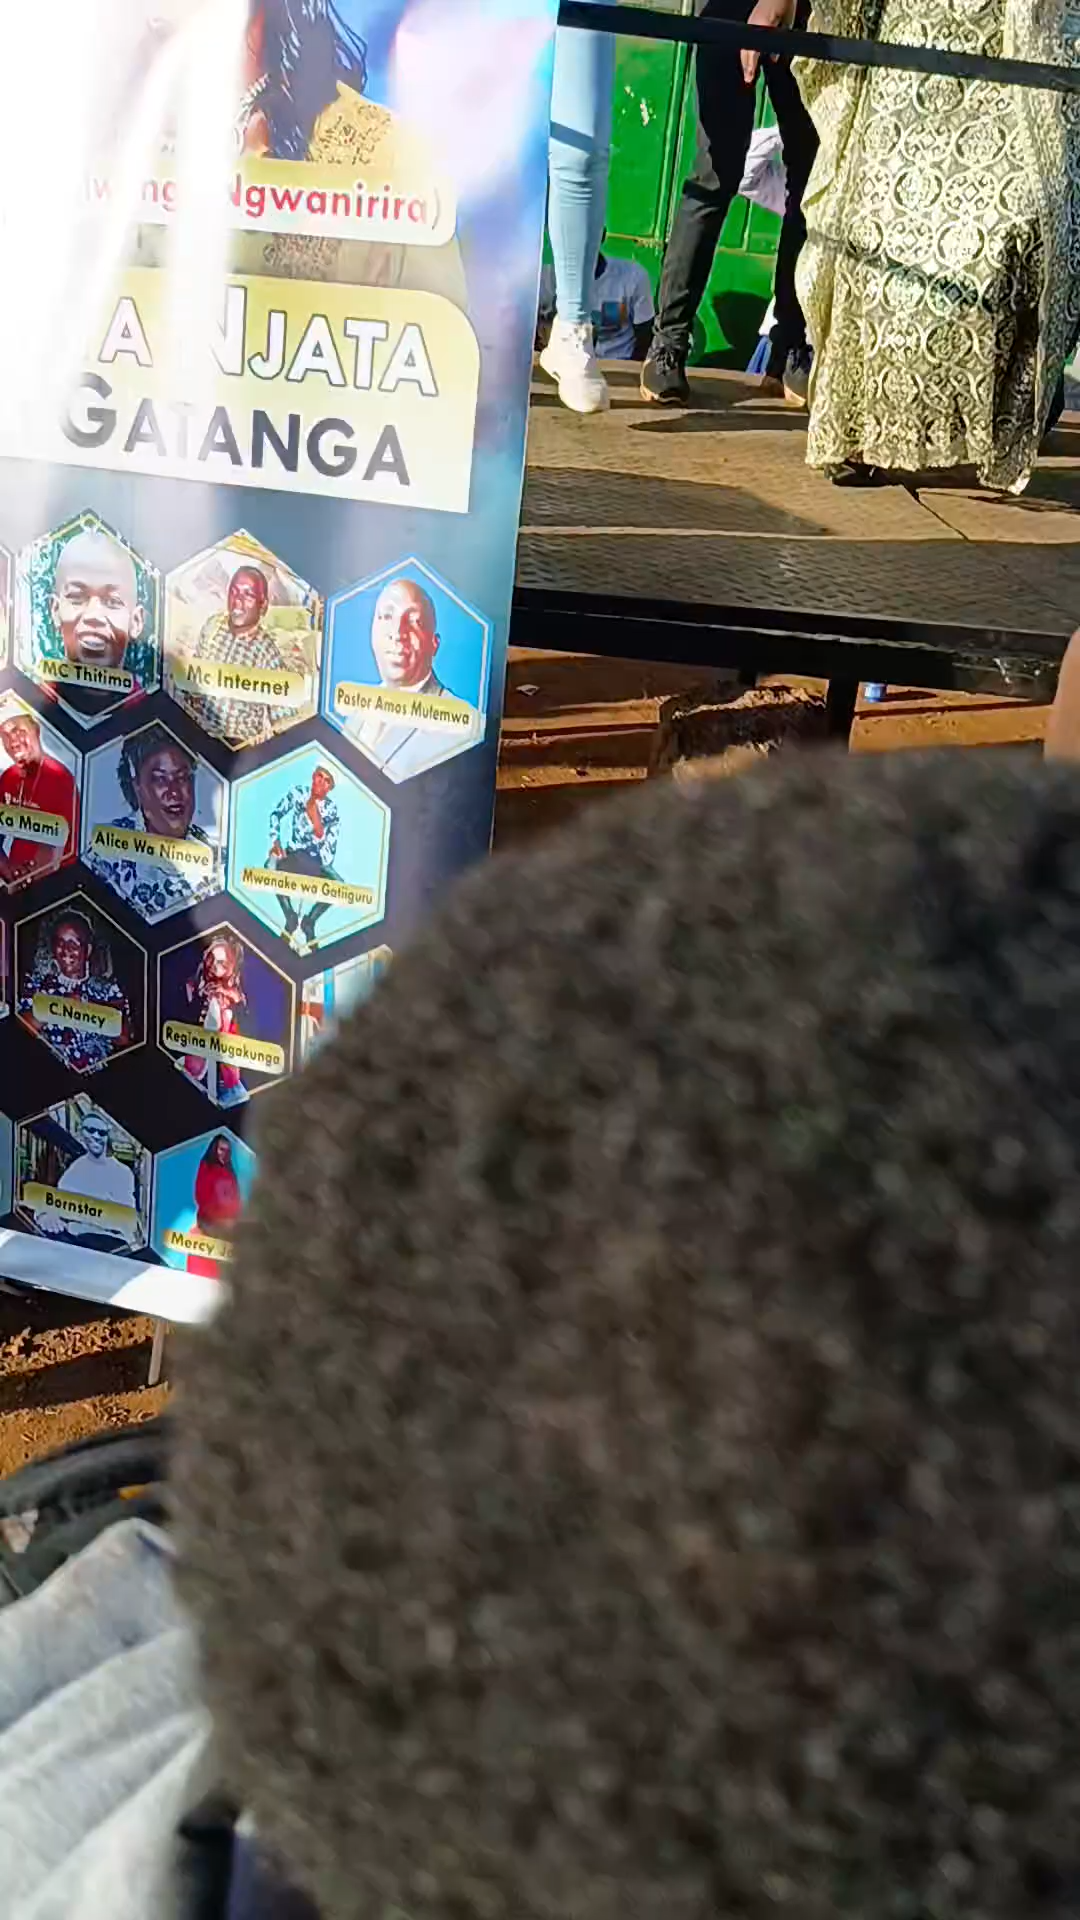 Ngwanirira)
A NJATA
GATANGA
MC Thitima
Mc Internet
Pastor Amos Mutemwa
Ka Mami
Alice Wa Nineve
Mwanake wa Gatiiguru
C.Nancy
Regina Mugakunga
Bornstar
Mercy